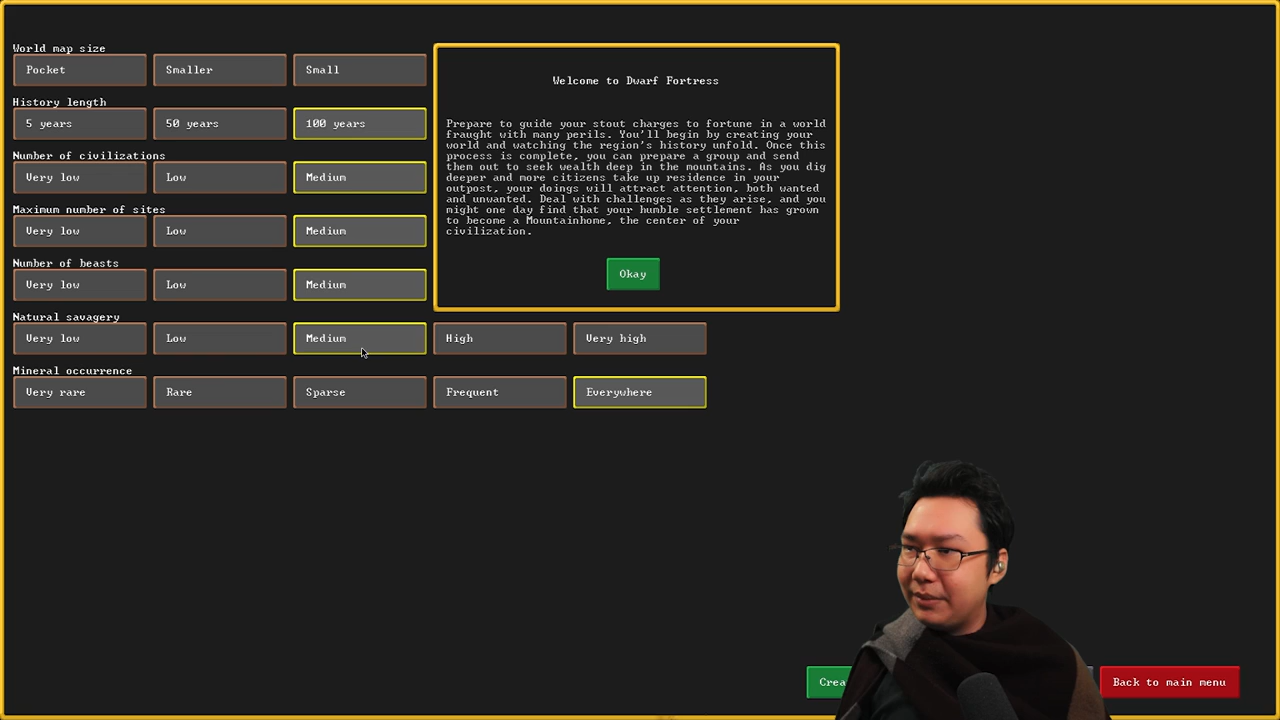 World map size
Pocket
Smaller
Small
History length
5 years
50 years
100 years
Number of civilizations
Very low
Low
Medium
Maximum number of sites
Very low
Low
Medium
Number of beasts
Very low
Low
Medium
Natural savagery
Very low
Low
Medium
High
Very high
Mineral occurrence
Very rare
Rare
Sparse
Frequent
Everywhere
Welcome to Dwarf Fortress
Prepare to guide your stout charges to fortune in a world
fraught with many perils. You'll begin by creating your
world and watching the region's history unfold. Once this
process is complete, you can prepare a group and send
them out to seek wealth deep in the mountains. As you dig
deeper and more citizens take up residence in your
outpost, your doings will attract attention, both wanted
and unwanted. Deal with challenges as they arise, and you
might one day find that your humble settlement has grown
to become a Mountainhome, the center of your
civilization.
Okay
Crea
Back to main menu